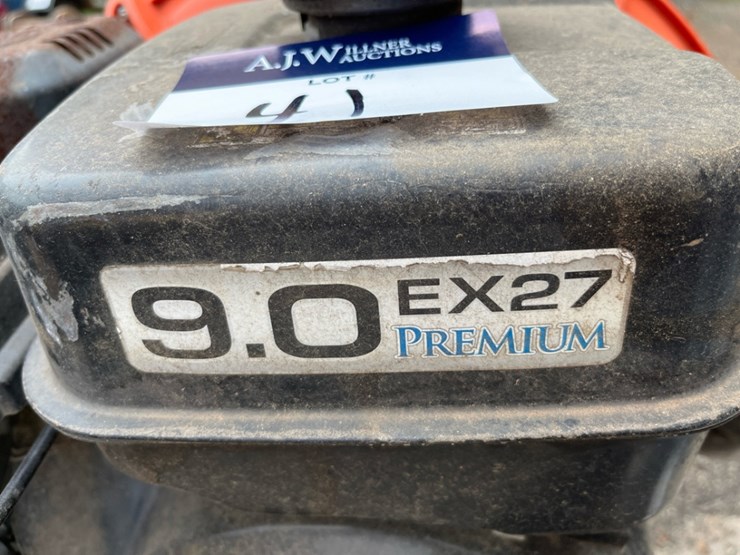 A.J. WILLNER
AUCTIONS
LOT #
41
9.0 EX27
PREMIUM